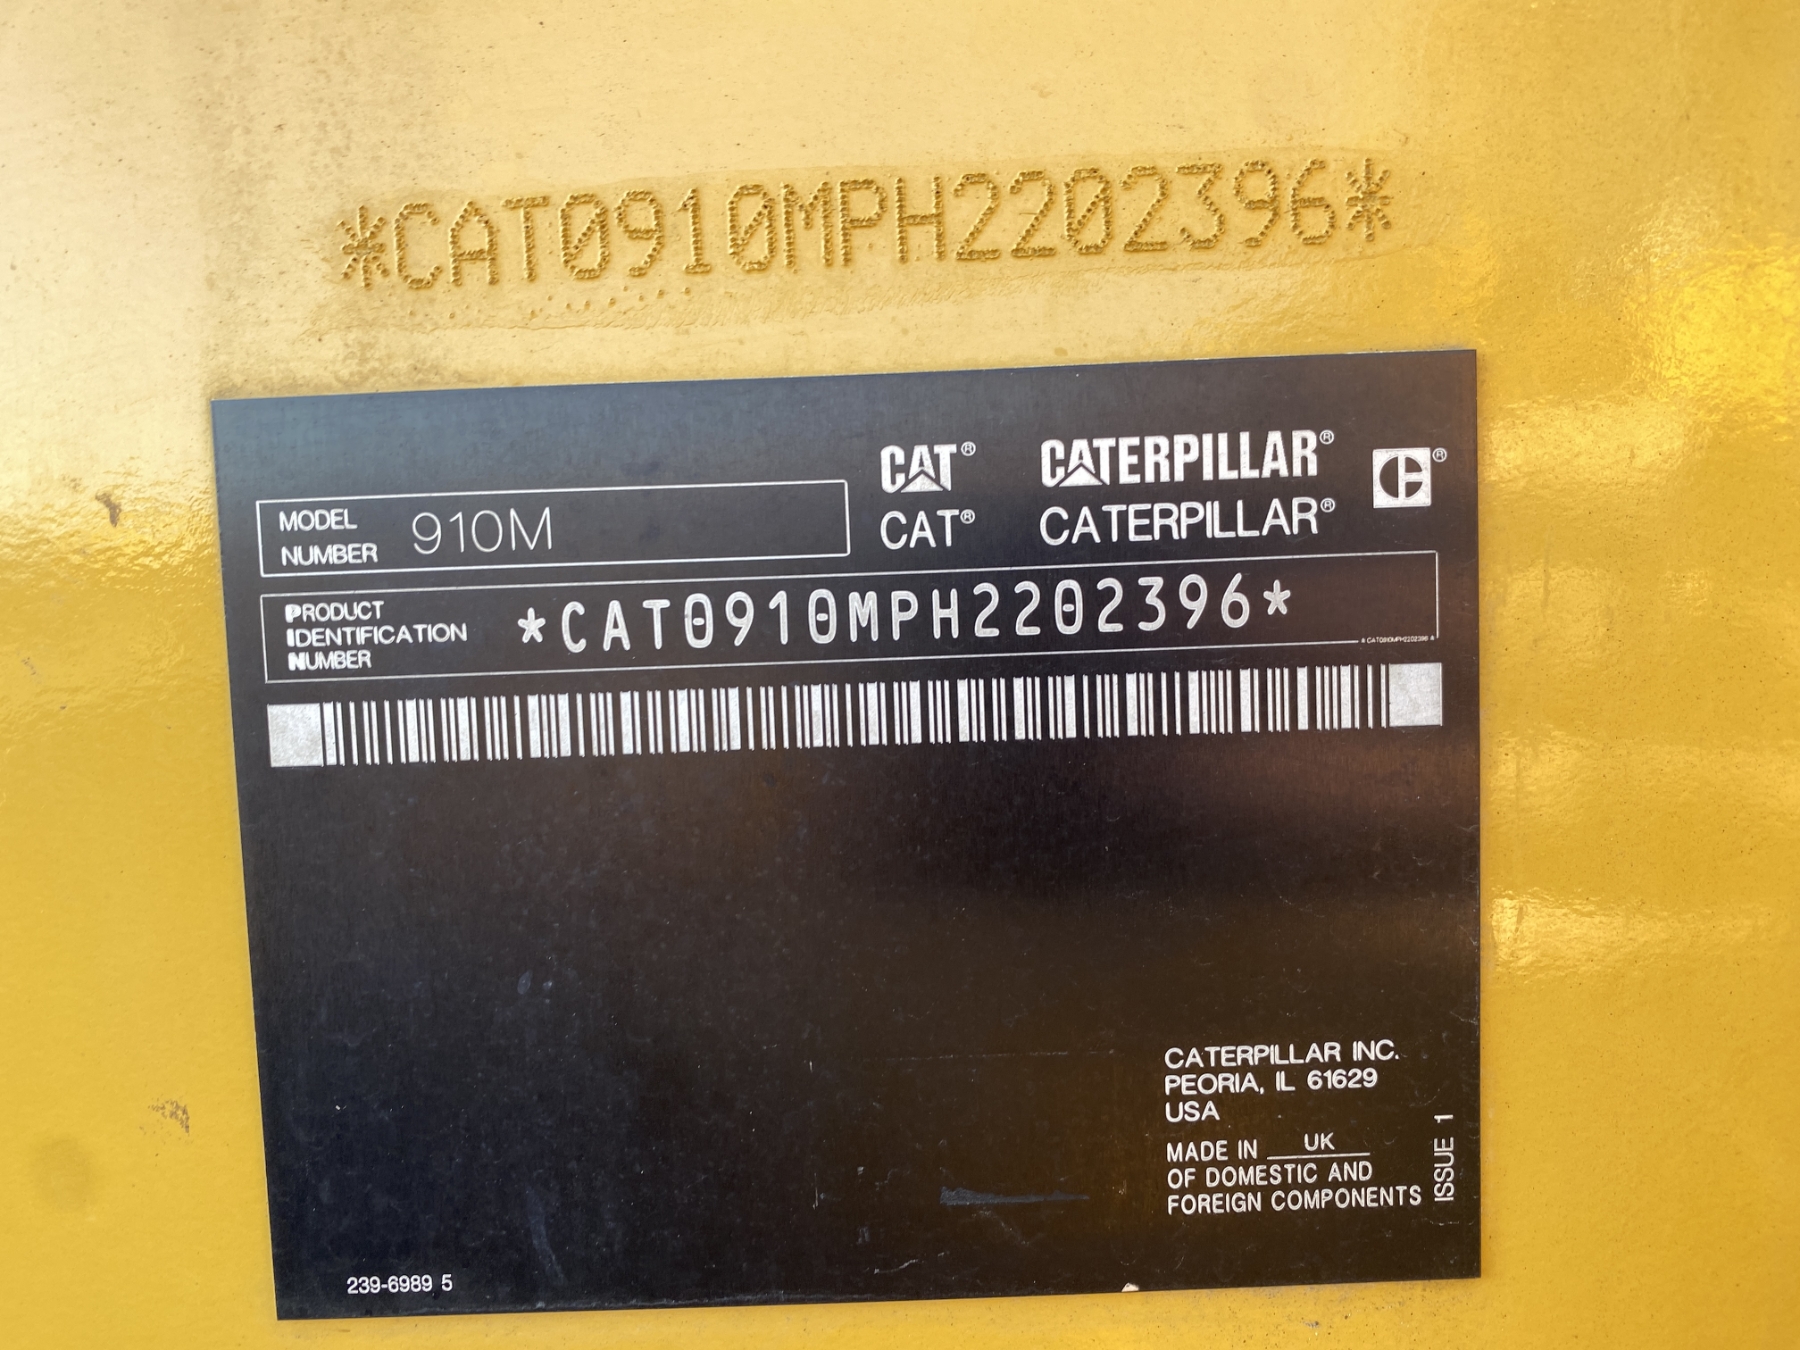 *CAT0910MPH2202396*
CAT® CATERPILLAR®
CAT® CATERPILLAR®
MODEL
NUMBER 910M
PRODUCT
IDENTIFICATION
NUMBER
*CAT0910MPH2202396*
*CAT0910MPH2202396*
CATERPILLAR INC.
PEORIA, IL 61629
USA
MADE IN UK
OF DOMESTIC AND
FOREIGN COMPONENTS
ISSUE 1
239-6989 5